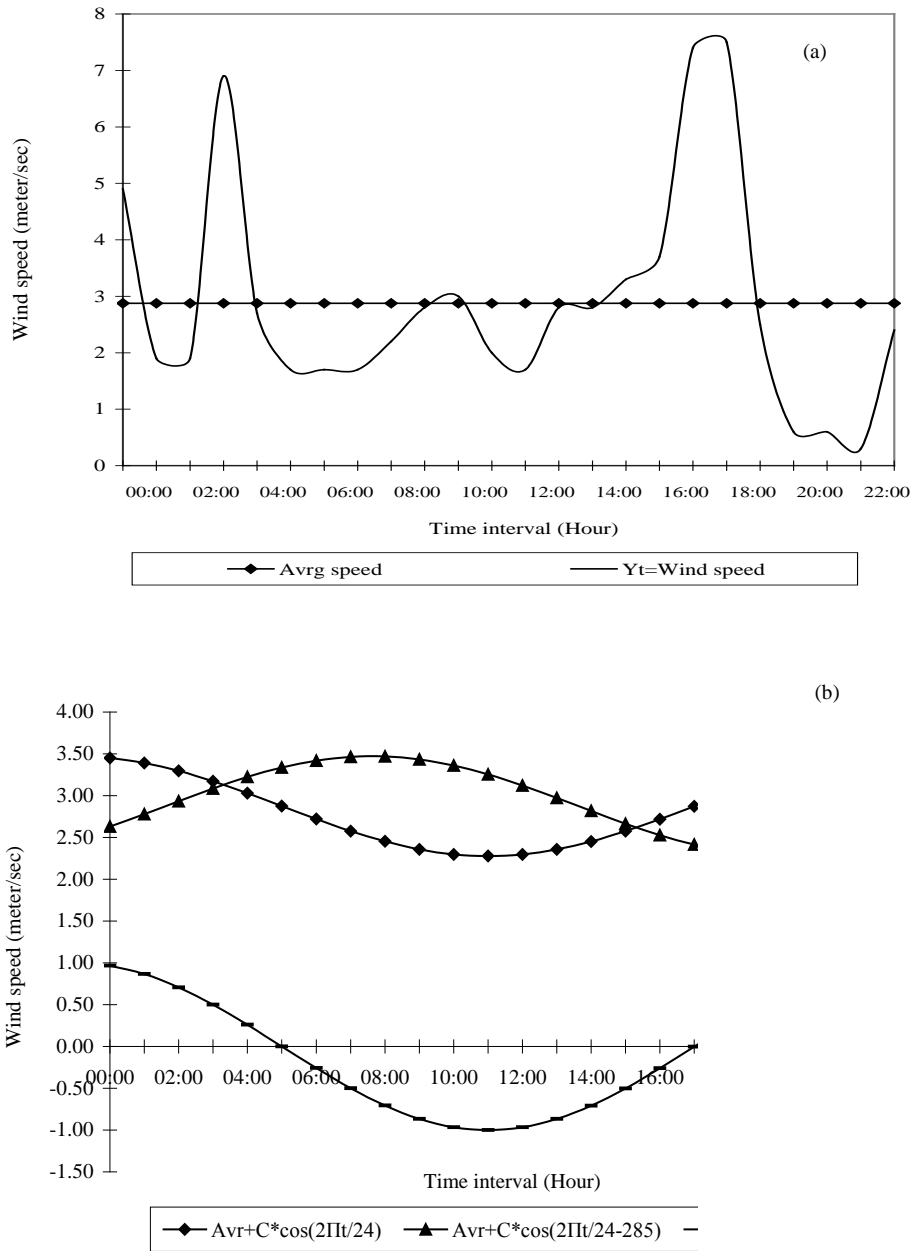 (a)
8
7
6
5
4
3
2
1
0
Wind speed (meter/sec)
00:00 02:00 04:00 06:00 08:00 10:00 12:00 14:00 16:00 18:00 20:00 22:00
Time interval (Hour)
Avrg speed Yt=Wind speed
(b)
4.00
3.50
3.00
2.50
2.00
1.50
1.00
0.50
0.00
-0.50
-1.00
-1.50
Wind speed (meter/sec)
00:00 02:00 04:00 06:00 08:00 10:00 12:00 14:00 16:00
Time interval (Hour)
Avr+C*cos(2Πt/24) Avr+C*cos(2Πt/24-285)